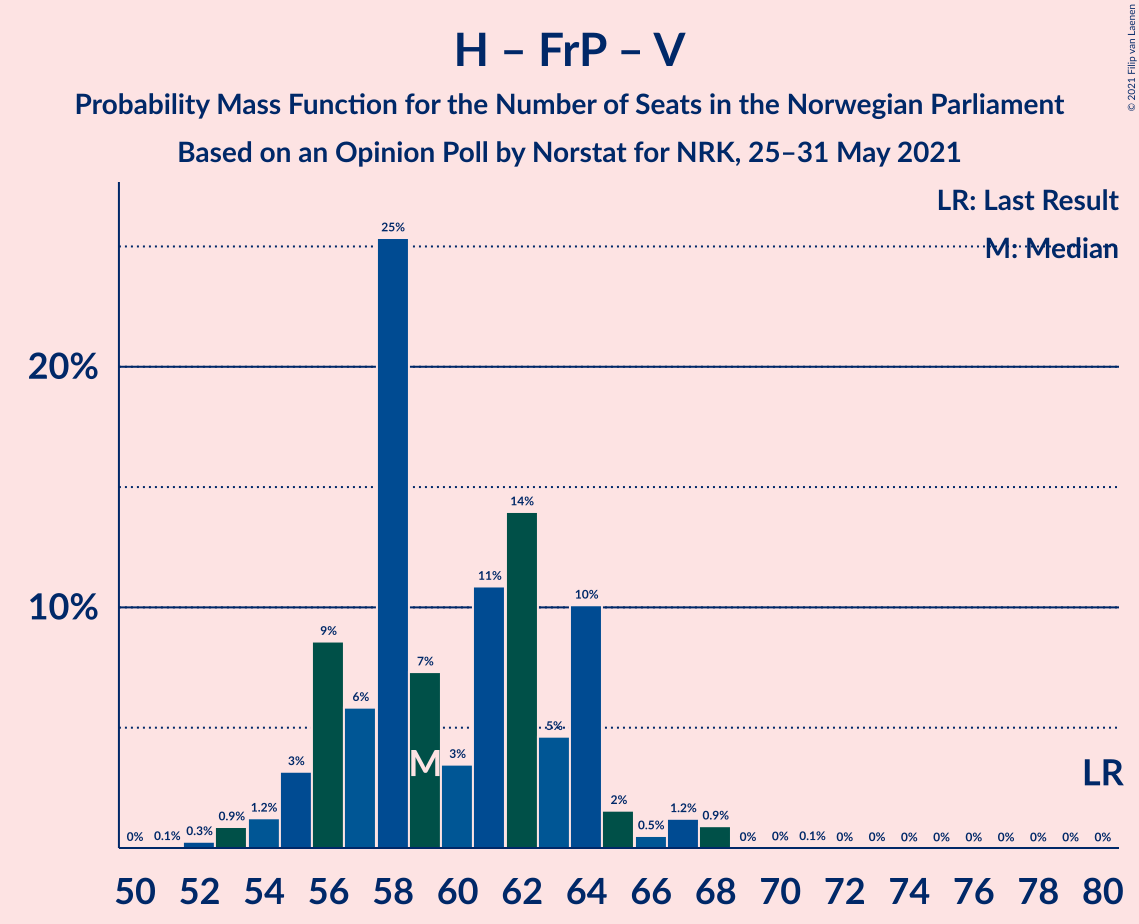 © 2021 Filip van Laenen
H – FrP – V
Probability Mass Function for the Number of Seats in the Norwegian Parliament
Based on an Opinion Poll by Norstat for NRK, 25–31 May 2021
LR: Last Result
M: Median
20%
10%
0% 0.1% 0.3% 0.9% 1.2% 3% 9% 6% 25% 7% 3% 11% 14% 5% 10% 2% 0.5% 1.2% 0.9% 0% 0% 0.1% 0% 0% 0% 0% 0% 0% 0% 0% 0%
M
LR
50 52 54 56 58 60 62 64 66 68 70 72 74 76 78 80